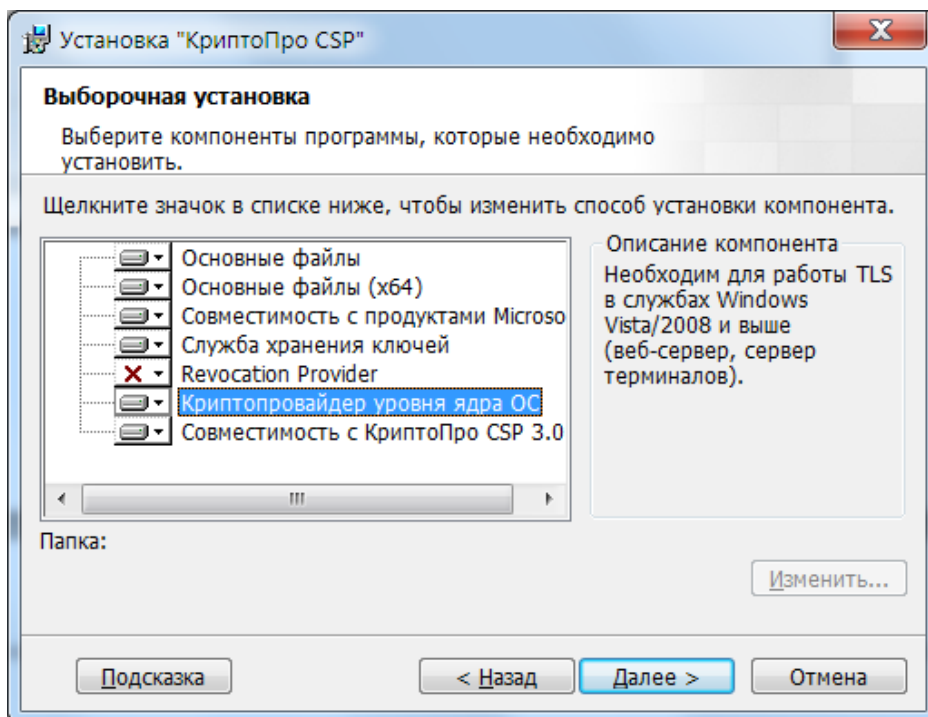 Установка "КриптоПро CSP"
Выборочная установка
Выберите компоненты программы, которые необходимо
установить.
Щелкните значок в списке ниже, чтобы изменить способ установки компонента.
Основные файлы
Основные файлы (x64)
Совместимость с продуктами Microso
Служба хранения ключей
Revocation Provider
Криптопровайдер уровня ядра ОС
Совместимость с КриптоПро CSP 3.0
Описание компонента
Необходим для работы TLS
в службах Windows
Vista/2008 и выше
(веб-сервер, сервер
терминалов).
Папка:
Изменить...
Подсказка
< Назад
Далее >
Отмена